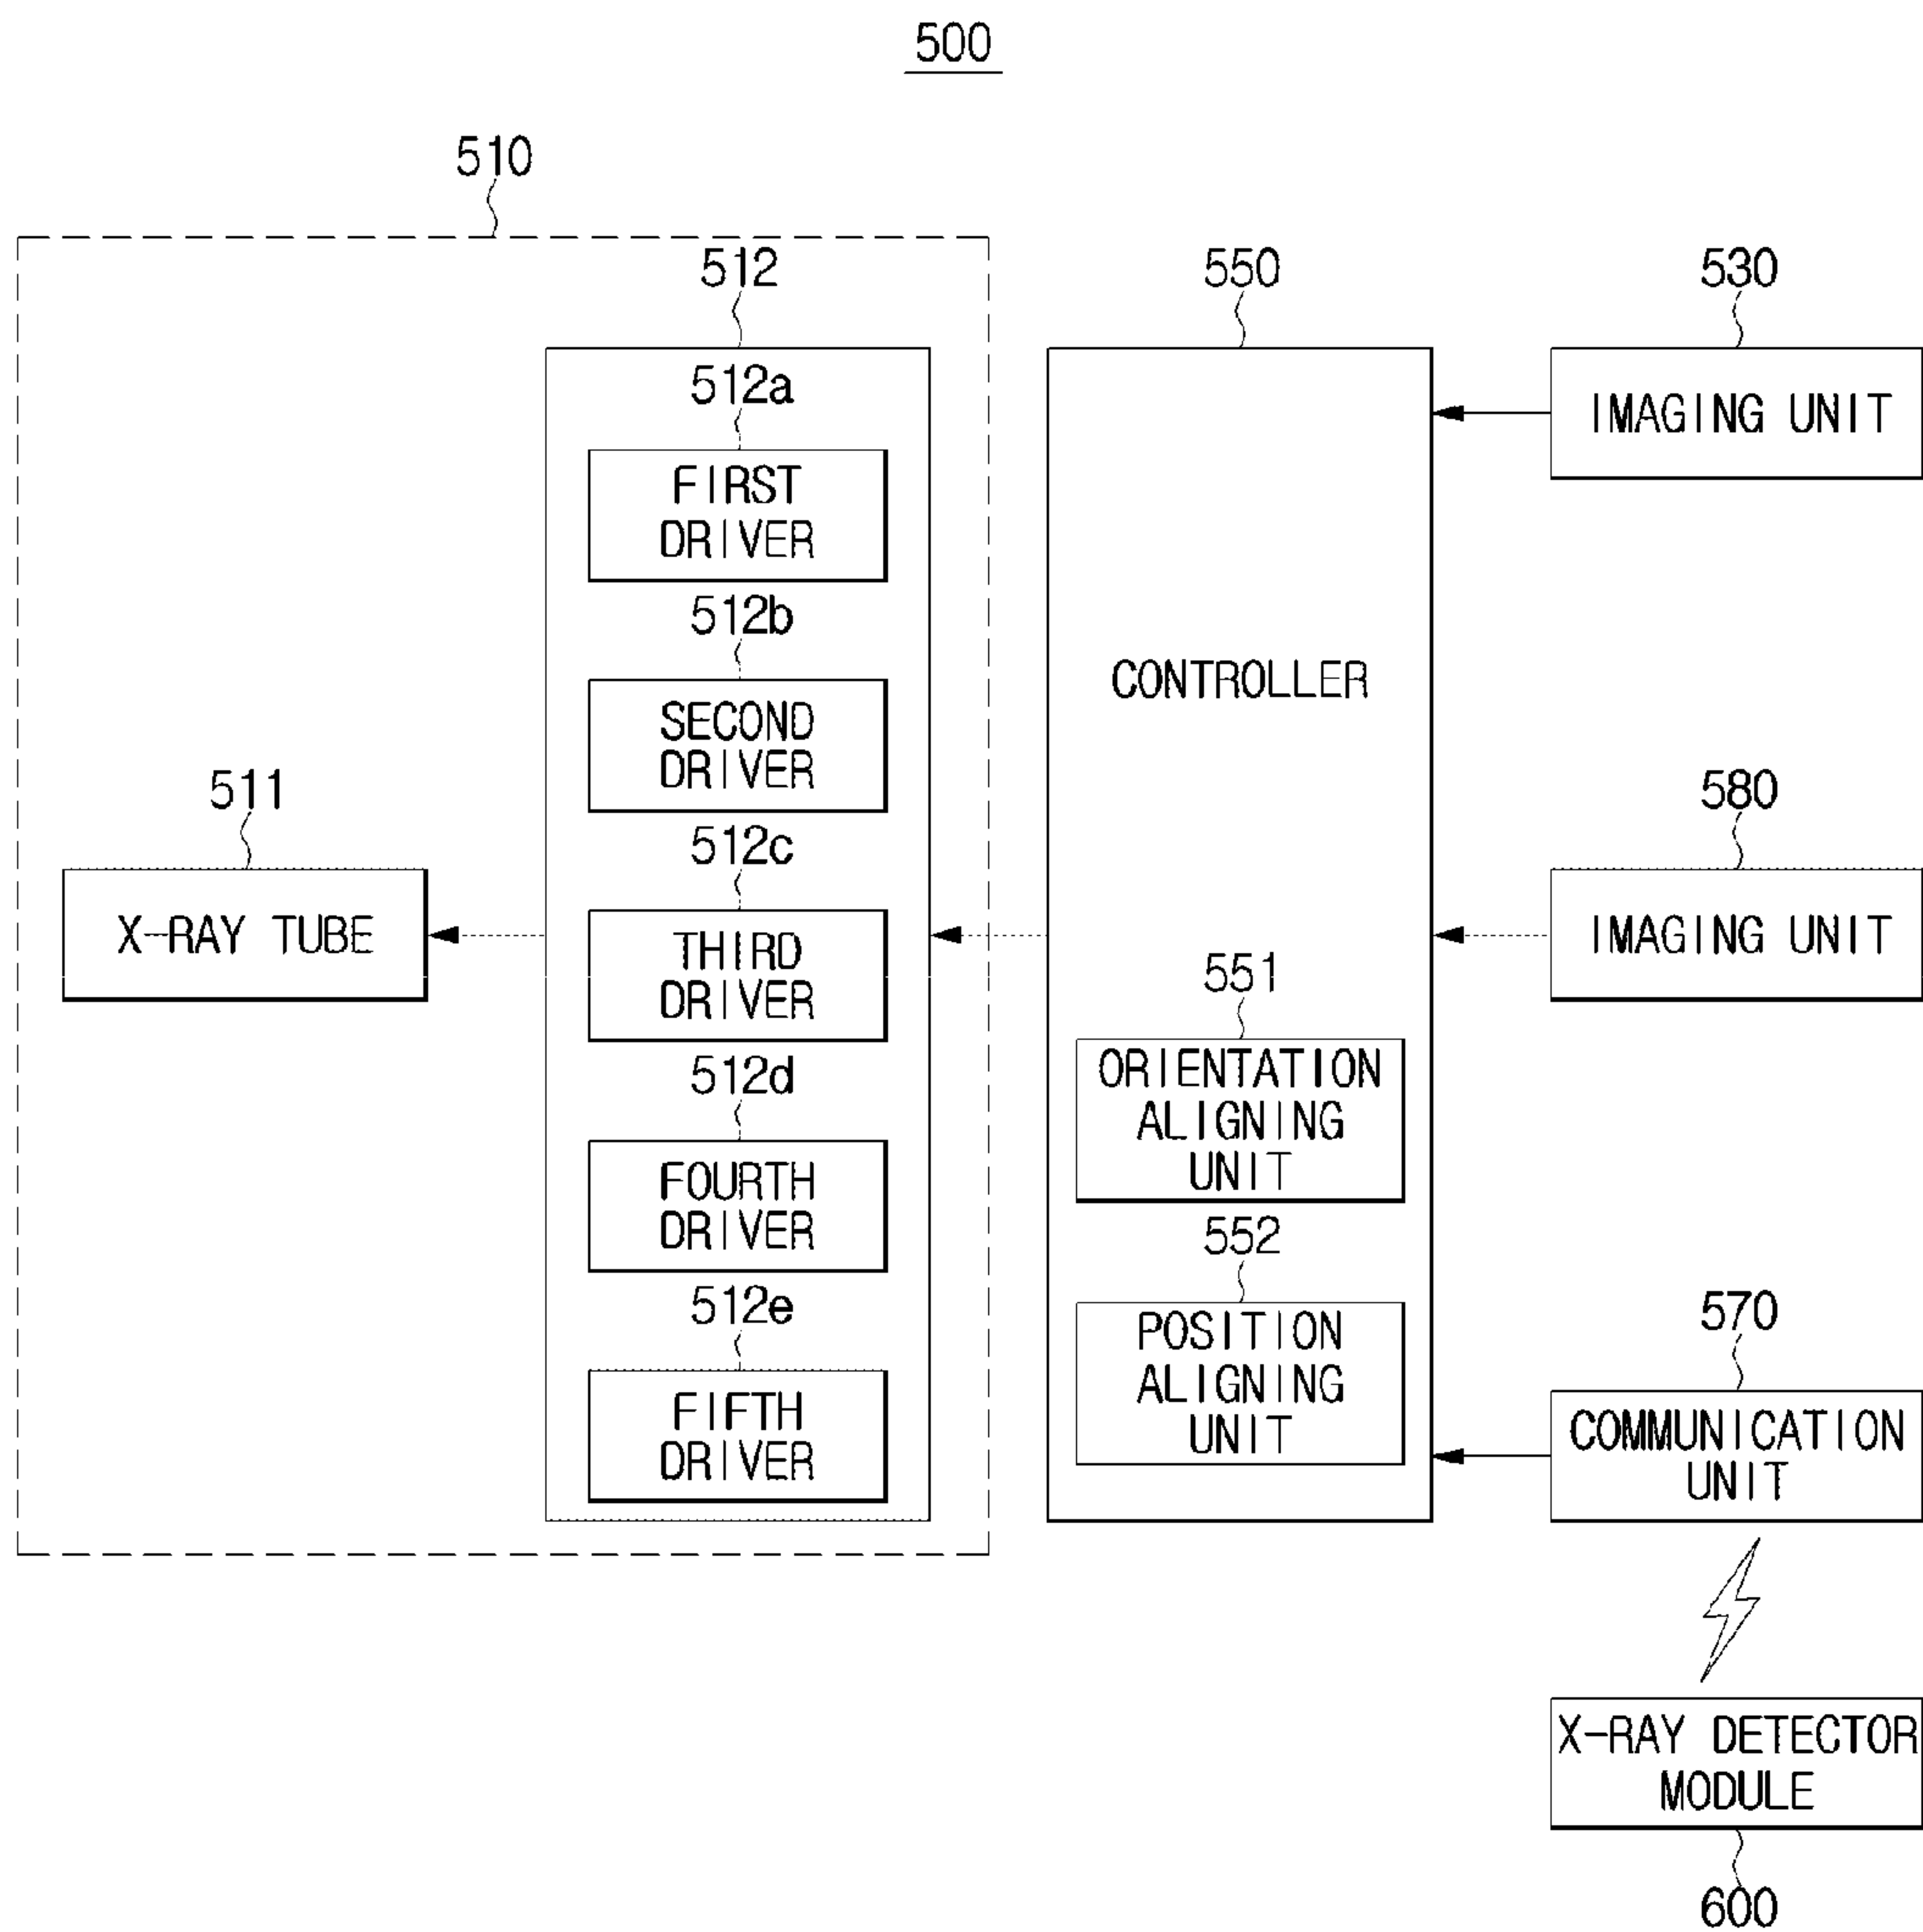 500
510
512
550
530
512a
FIRST
DRIVER
IMAGING UNIT
512b
SECOND
DRIVER
CONTROLLER
511
X-RAY TUBE
512c
THIRD
DRIVER
580
IMAGING UNIT
512d
FOURTH
DRIVER
551
ORIENTATION
ALIGNING
UNIT
512e
FIFTH
DRIVER
552
POSITION
ALIGNING
UNIT
570
COMMUNICATION
UNIT
X-RAY DETECTOR
MODULE
600